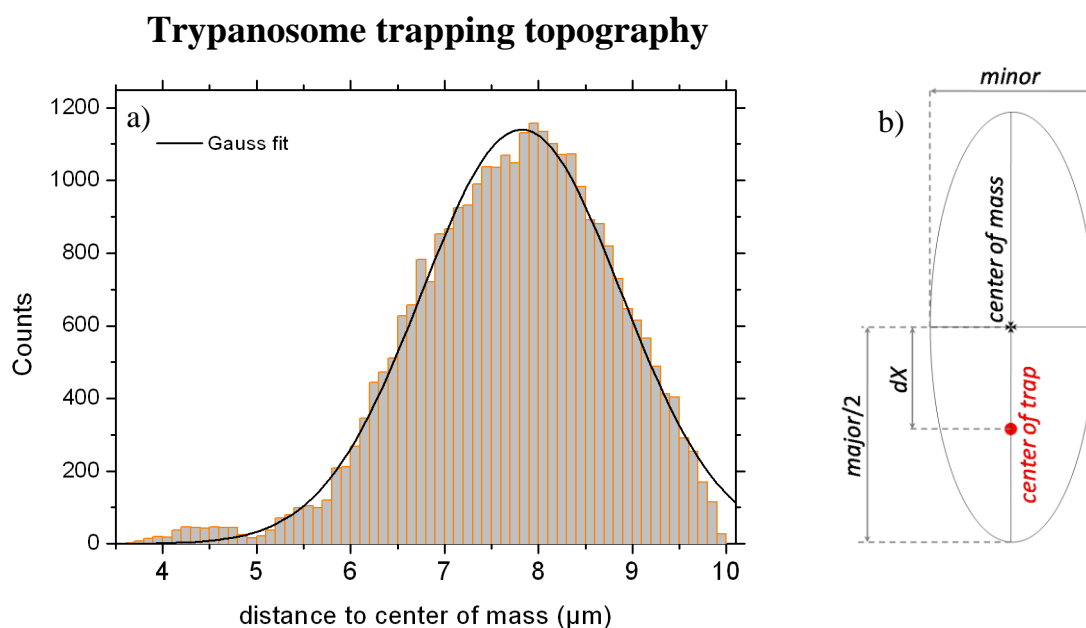 Trypanosome trapping topography
a)
Gauss fit
1200
1000
800
600
400
200
0
Counts
4
5
6
7
8
9
10
distance to center of mass (µm)
b)
minor
center of mass
major/2
dX
center of trap